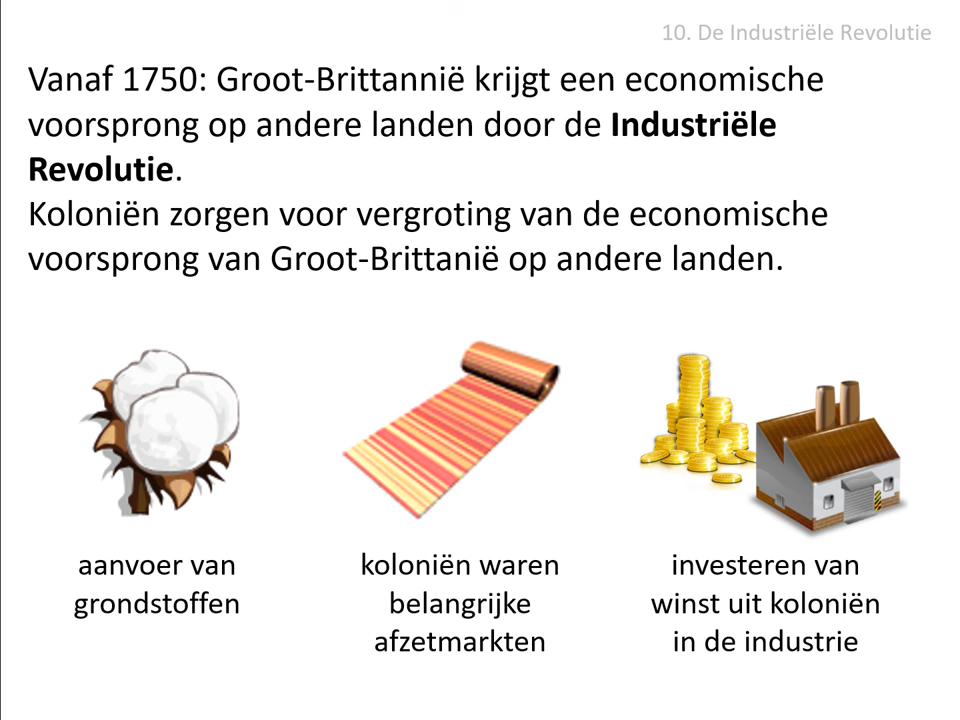 10. De Industriële Revolutie
Vanaf 1750: Groot-Brittannië krijgt een economische
voorsprong op andere landen door de Industriële
Revolutie.
Koloniën zorgen voor vergroting van de economische
voorsprong van Groot-Brittanië op andere landen.
aanvoer van
grondstoffen
koloniën waren
belangrijke
afzetmarkten
investeren van
winst uit koloniën
in de industrie